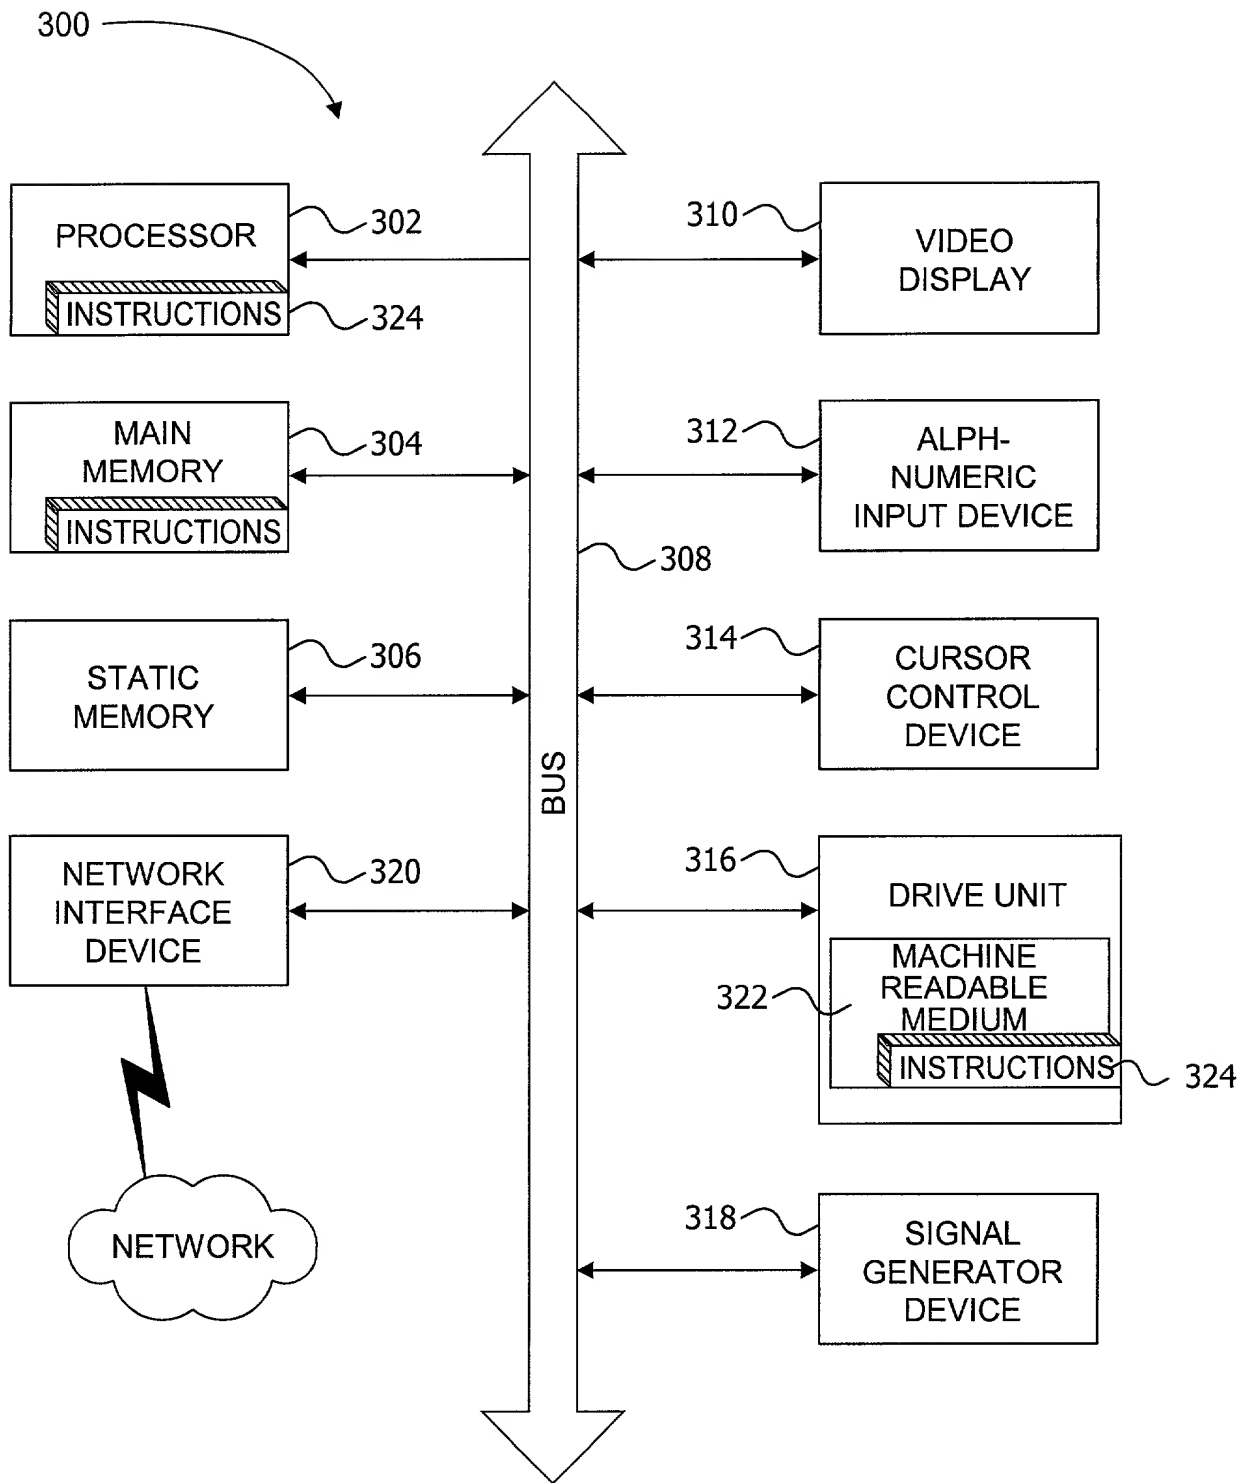 300
PROCESSOR
302
INSTRUCTIONS
324
MAIN
MEMORY
304
INSTRUCTIONS
STATIC
MEMORY
306
NETWORK
INTERFACE
DEVICE
320
NETWORK
BUS
308
310
VIDEO
DISPLAY
312
ALPH-
NUMERIC
INPUT DEVICE
314
CURSOR
CONTROL
DEVICE
316
DRIVE UNIT
322
MACHINE
READABLE
MEDIUM
INSTRUCTIONS
324
318
SIGNAL
GENERATOR
DEVICE